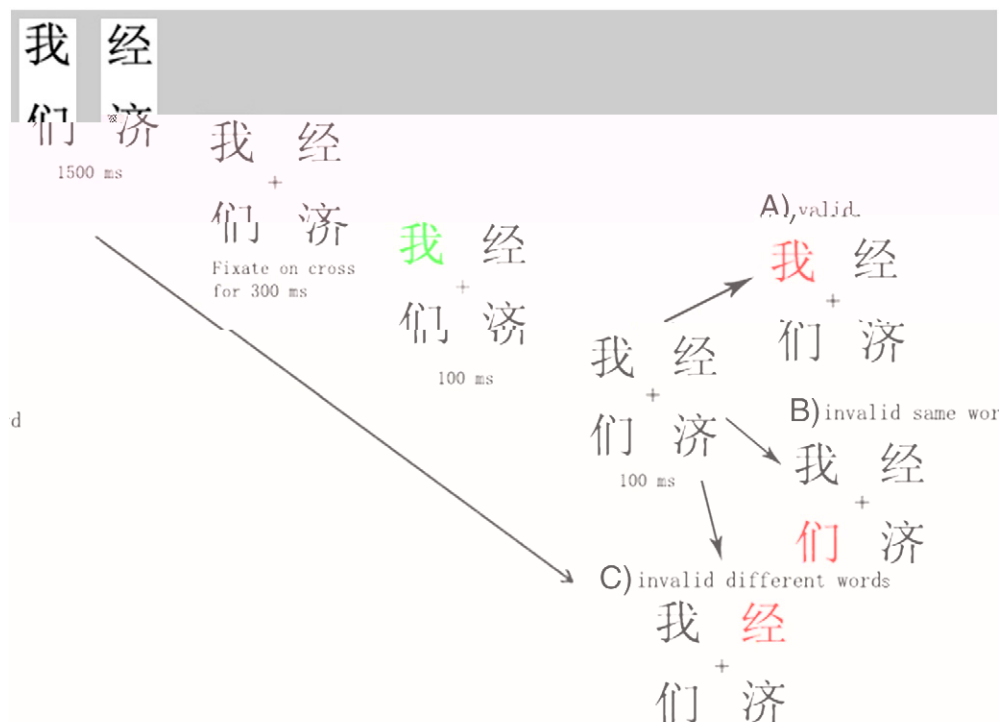 我 经
们 济
1500 ms
我 经
+
们 济
Fixate on cross
for 300 ms
我 经
+
们 济
100 ms
我 经
+
们 济
100 ms
A) valid
我 经
+
们 济
B) invalid same wor
d
我 经
+
们 济
C) invalid different words
我 经
+
们 济